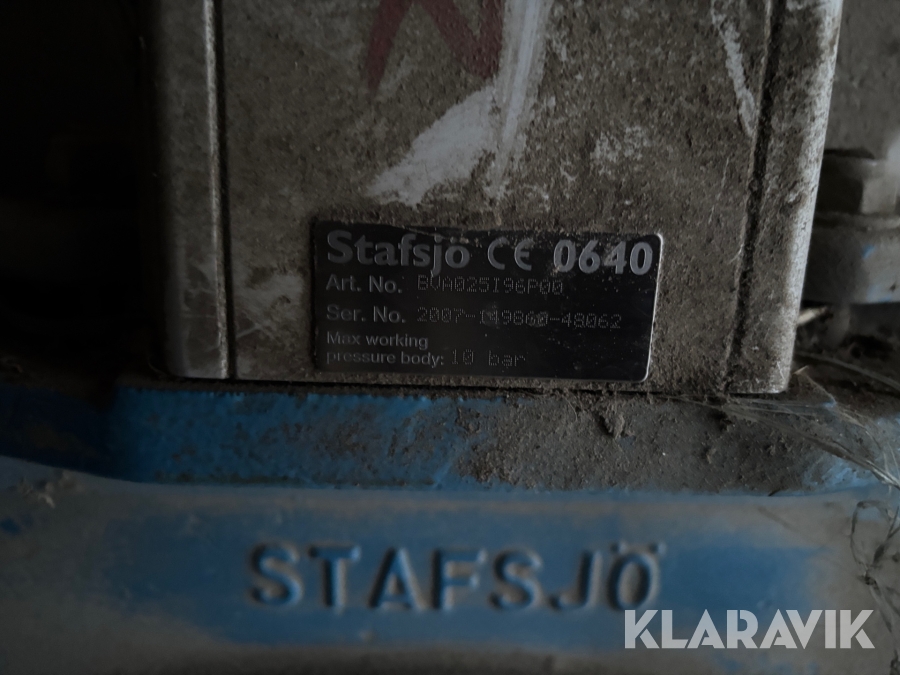 Stafsjö CE 0640
Art. No. BVA025I96P00
Ser. No. 2007-149860-48062
Max working
pressure body: 10 bar
STAFSJÖ
KLARAVIK